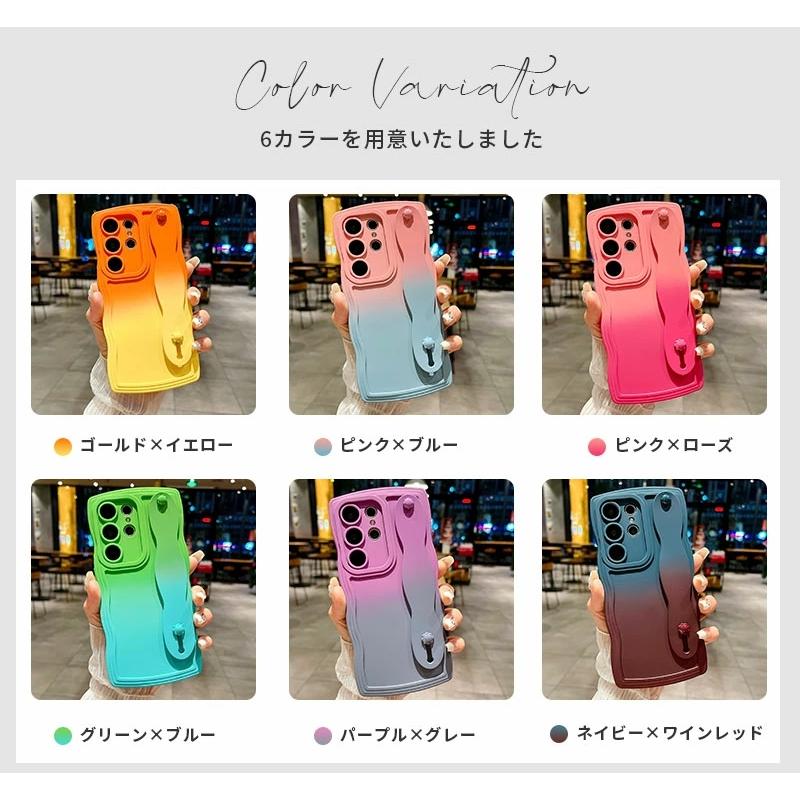 Color Variation
6カラーを用意いたしました
ゴールド×イエロー
ピンク×ブルー
ピンク×ローズ
グリーン×ブルー
パープル×グレー
ネイビー×ワインレッド